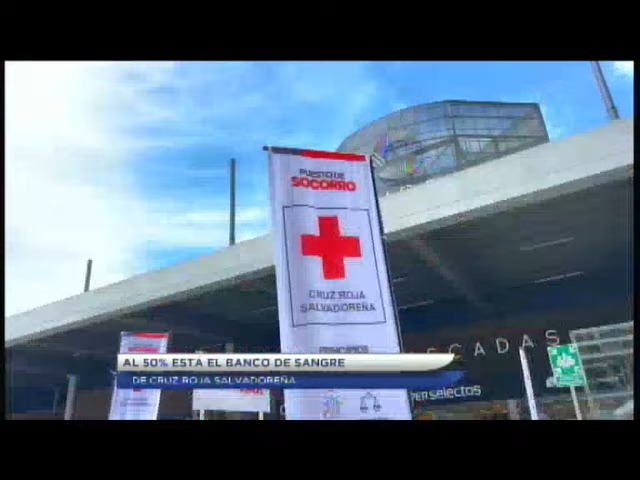 PUESTO DE
SOCORRO
CRUZ ROJA
SALVADOREÑA
PRINCIPIOS
CADAS
selectos
AL 50% ESTÁ EL BANCO DE SANGRE
DE CRUZ ROJA SALVADOREÑA